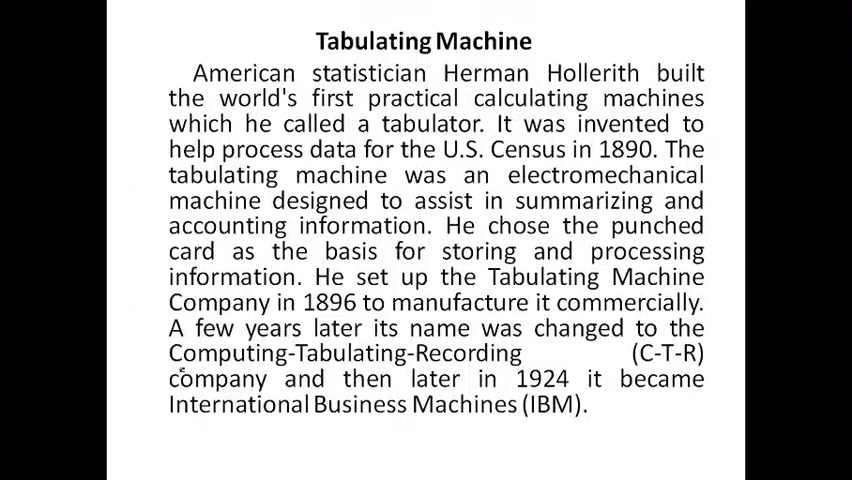 Tabulating Machine
American statistician Herman Hollerith built
the world's first practical calculating machines
which he called a tabulator. It was invented to
help process data for the U.S. Census in 1890. The
tabulating machine was an electromechanical
machine designed to assist in summarizing and
accounting information. He chose the punched
card as the basis for storing and processing
information. He set up the Tabulating Machine
Company in 1896 to manufacture it commercially.
A few years later its name was changed to the
Computing-Tabulating-Recording (C-T-R)
company and then later in 1924 it became
International Business Machines (IBM).